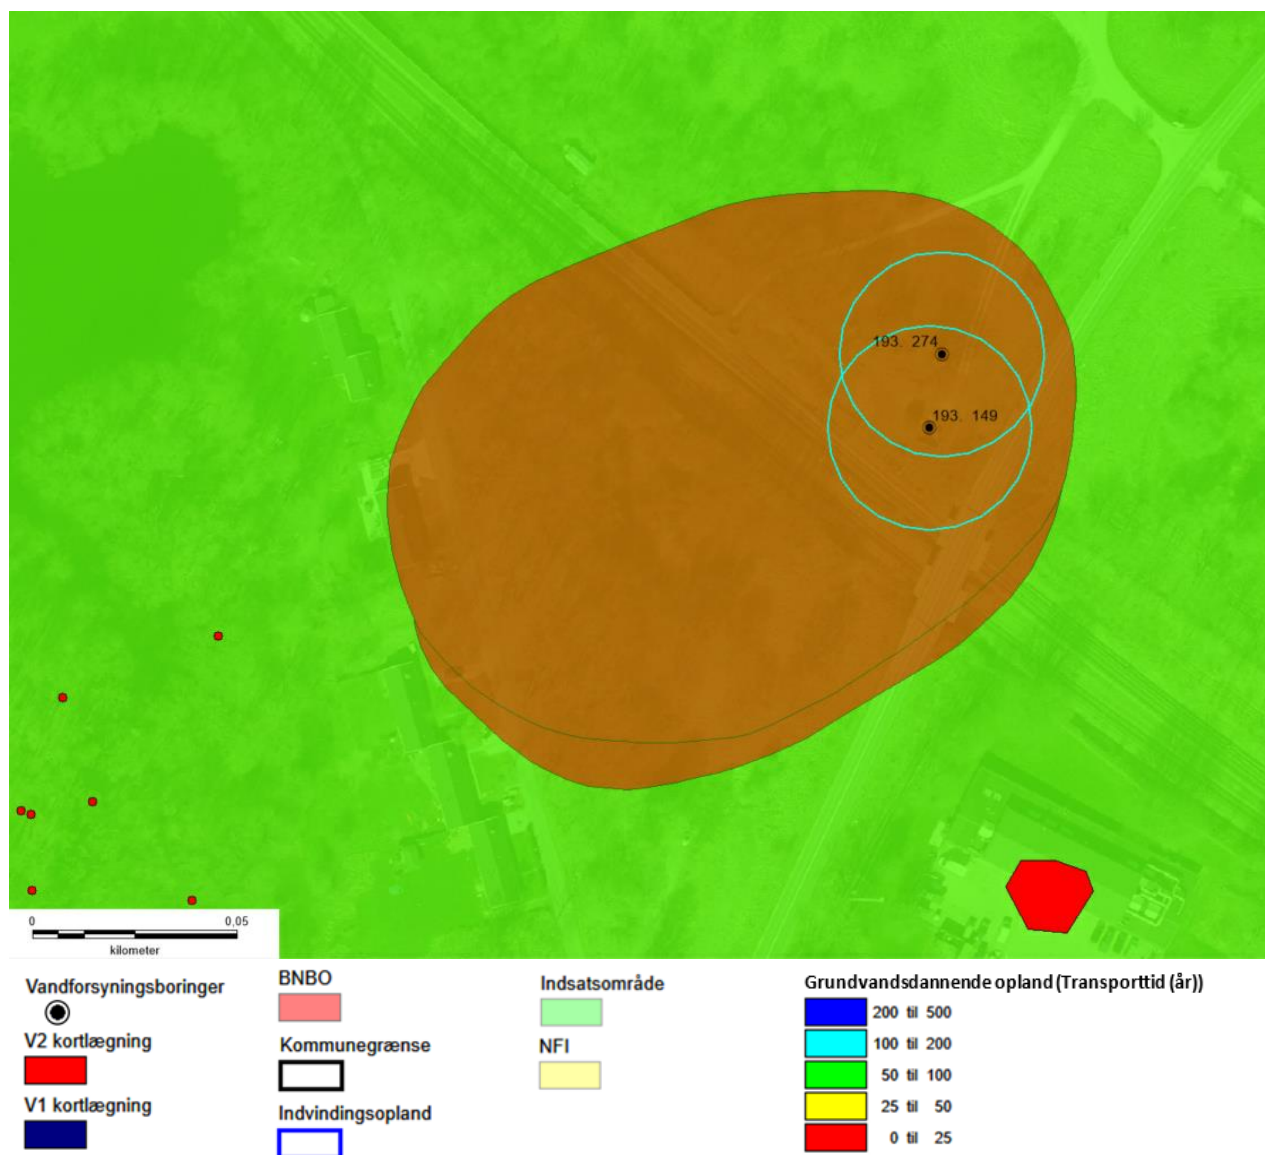 193. 274
193. 149
0 0,05
kilometer
Vandforsyningsboringer
V2 kortlægning
V1 kortlægning
BNBO
Kommunegrænse
Indvindingsopland
Indsatsområde
NFI
Grundvandsdannende opland (Transporttid (år))
200 til 500
100 til 200
50 til 100
25 til 50
0 til 25